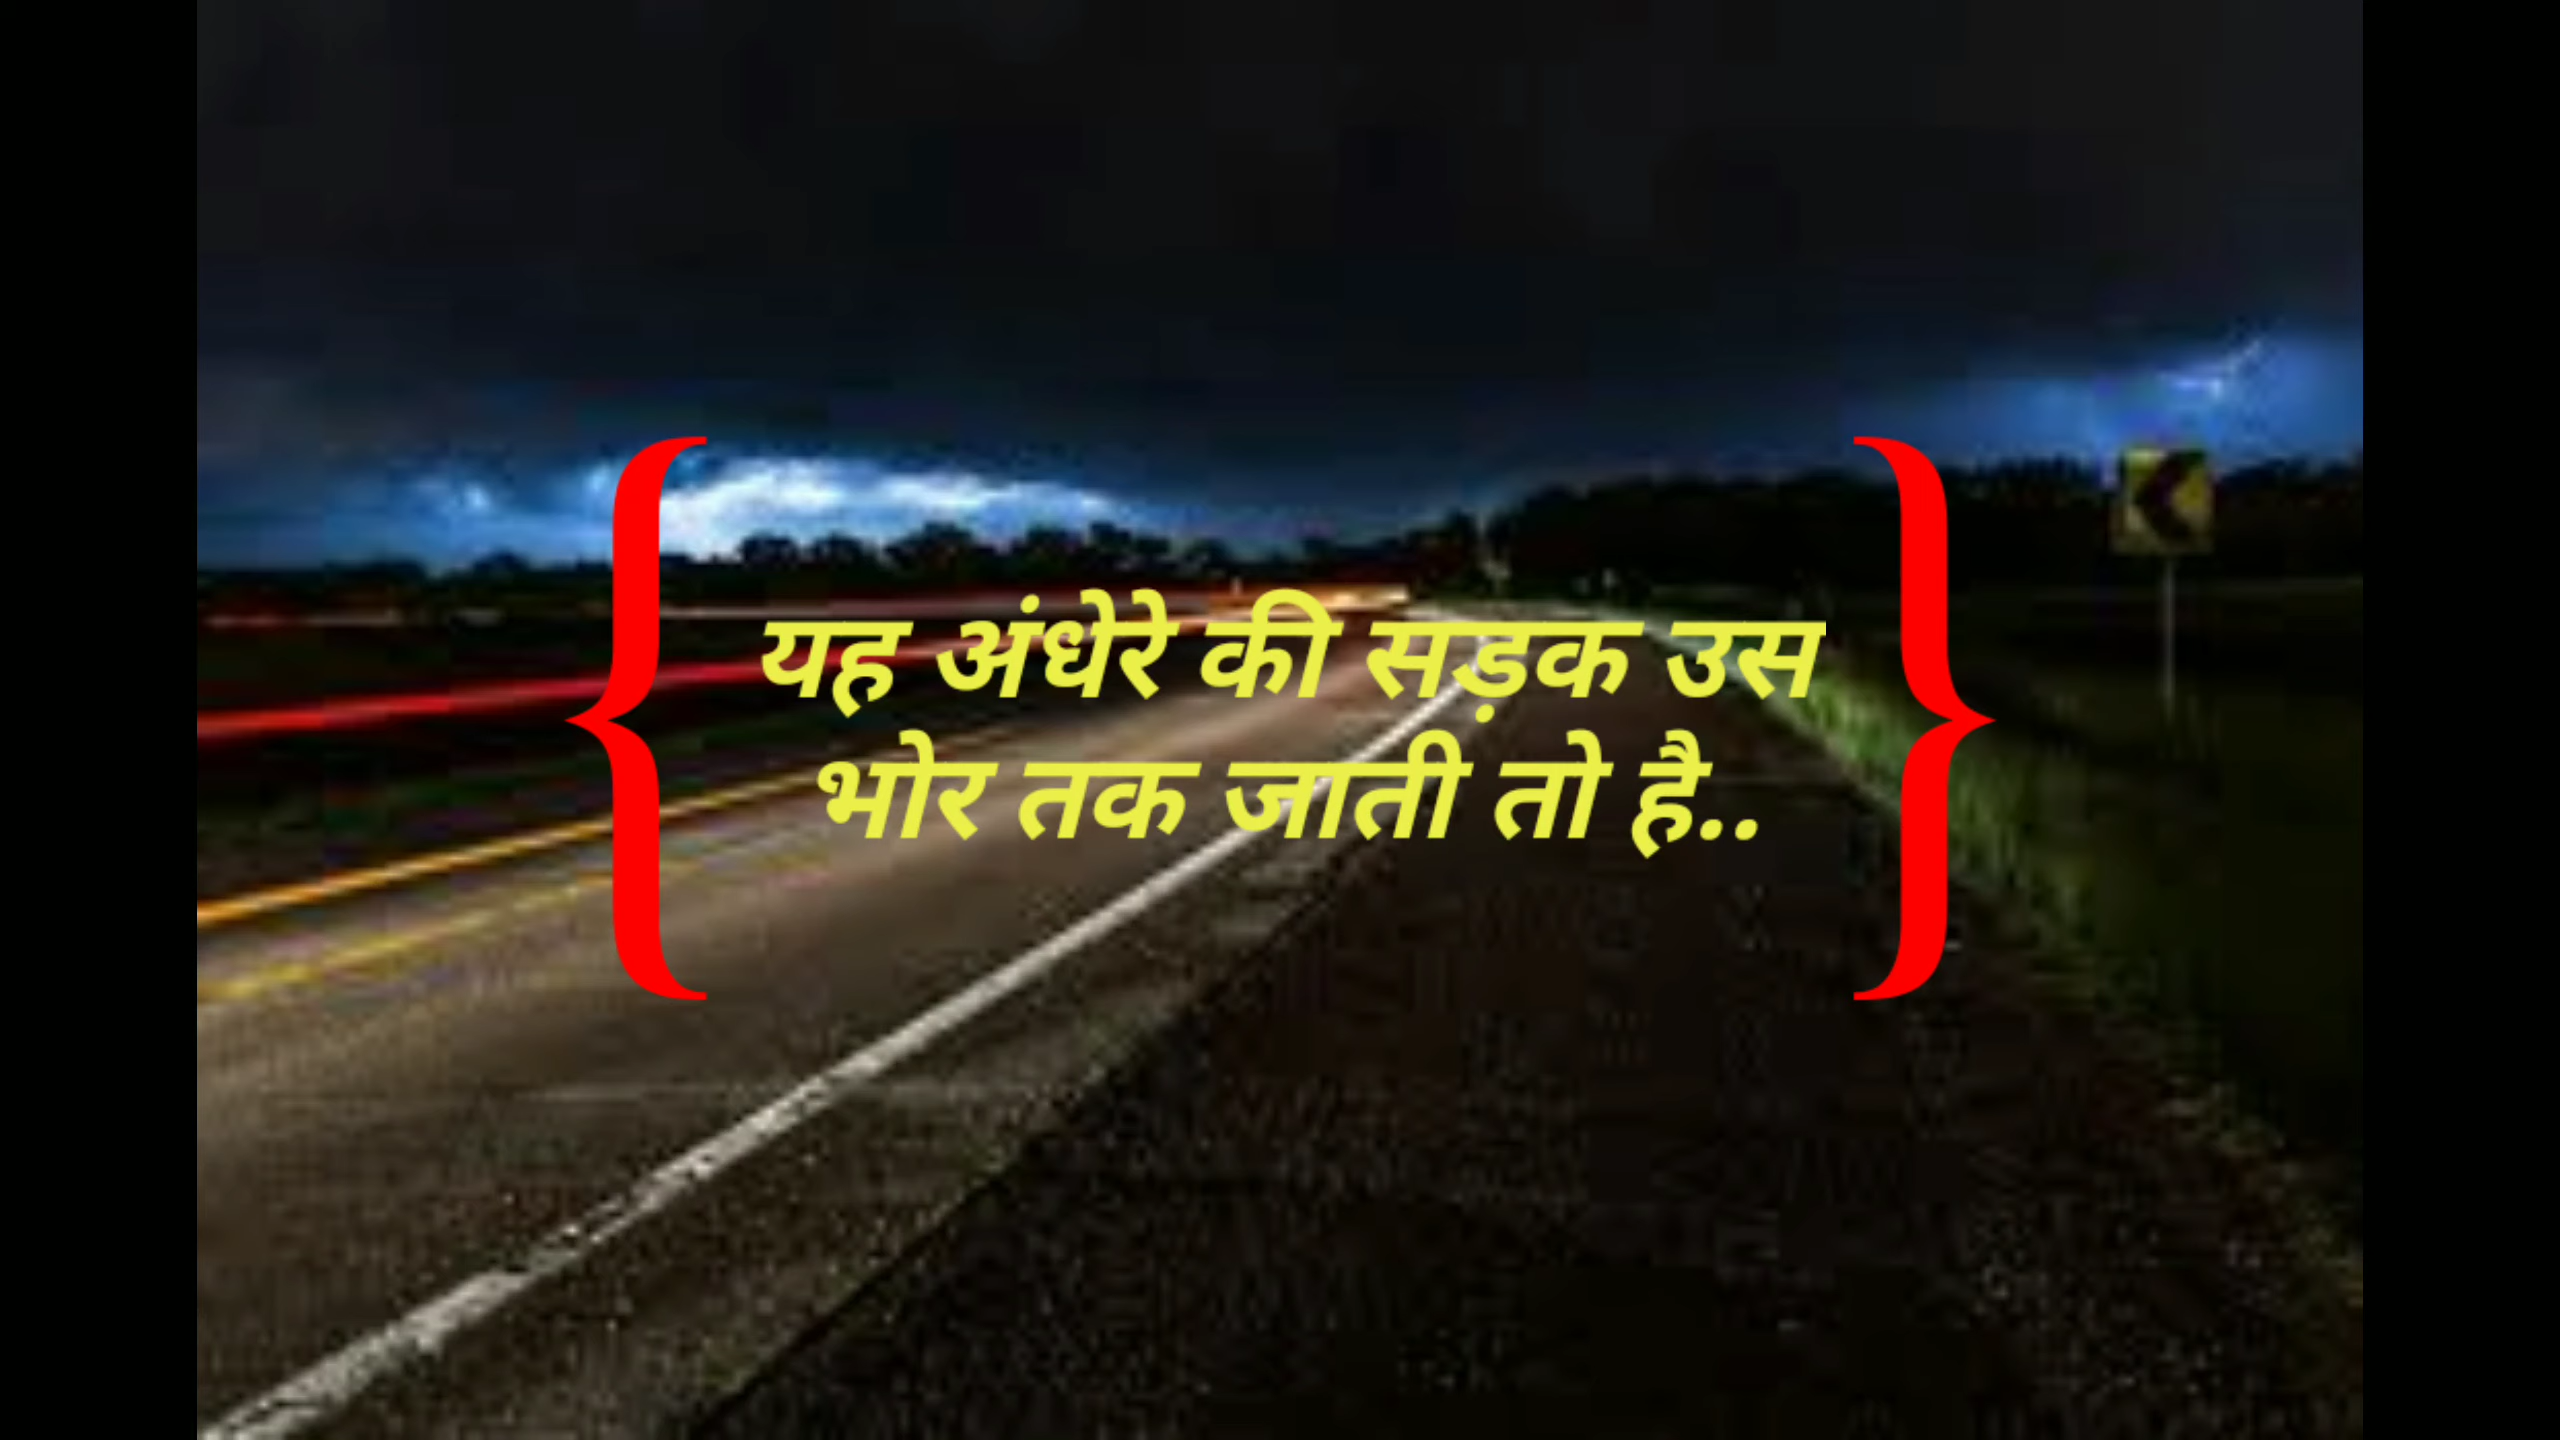 यह अंधेरे की सड़क उस
भोर तक जाती तो है..